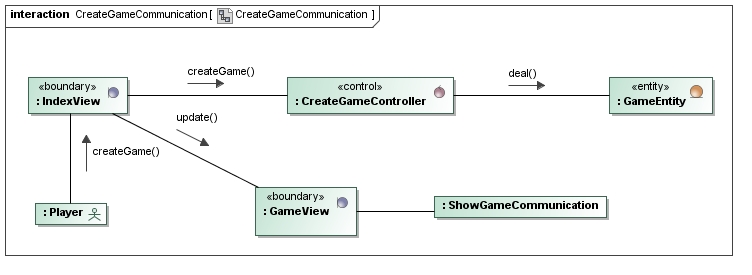 interaction CreateGameCommunication[ CreateGameCommunication ]
createGame()
deal()
«boundary»
: IndexView
«control»
: CreateGameController
«entity»
: GameEntity
update()
createGame()
«boundary»
: GameView
: Player
: ShowGameCommunication